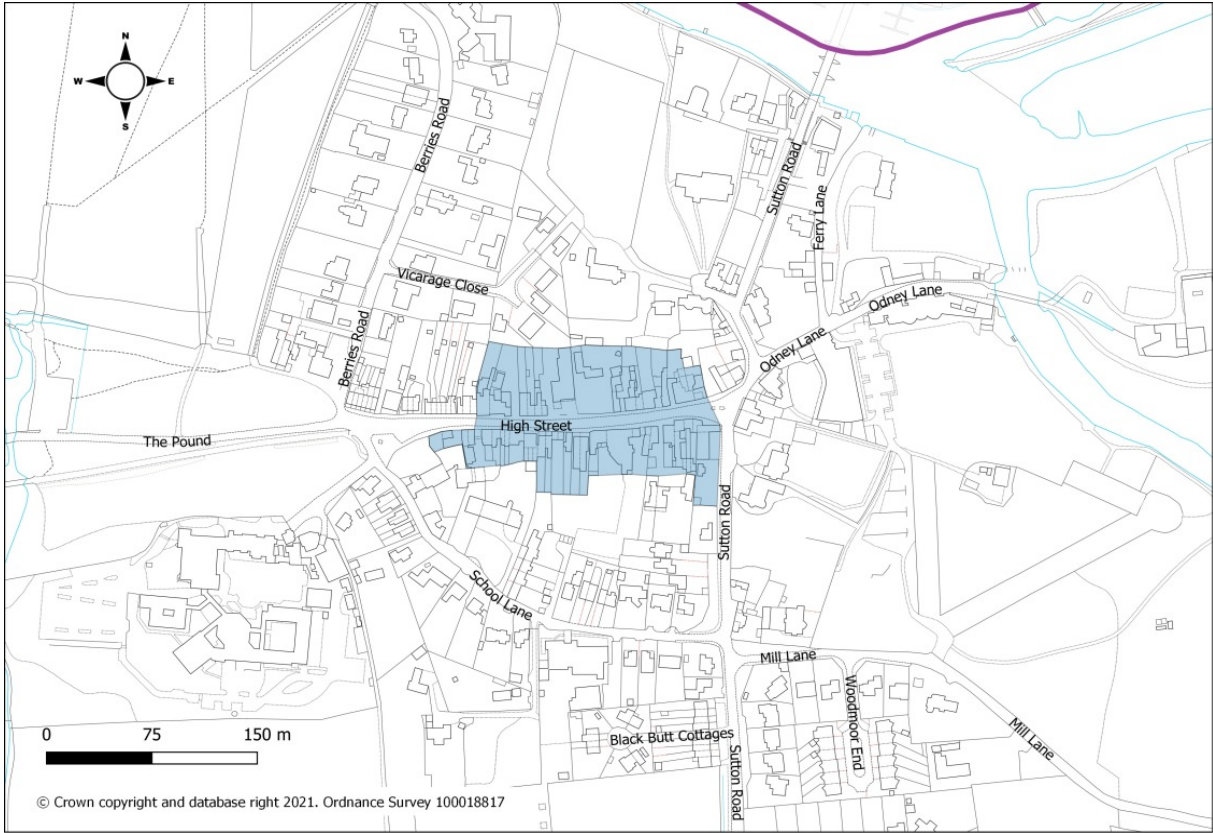 N
W E
S
Berries Road
Sutton Road
Ferry Lane
Vicarage Close
Odney Lane
Berries Road
Odney Lane
High Street
The Pound
Sutton Road
School Lane
Mill Lane
Woodmoor End
Mill Lane
Black Butt Cottages
Sutton Road
0 75 150 m
© Crown copyright and database right 2021. Ordnance Survey 100018817